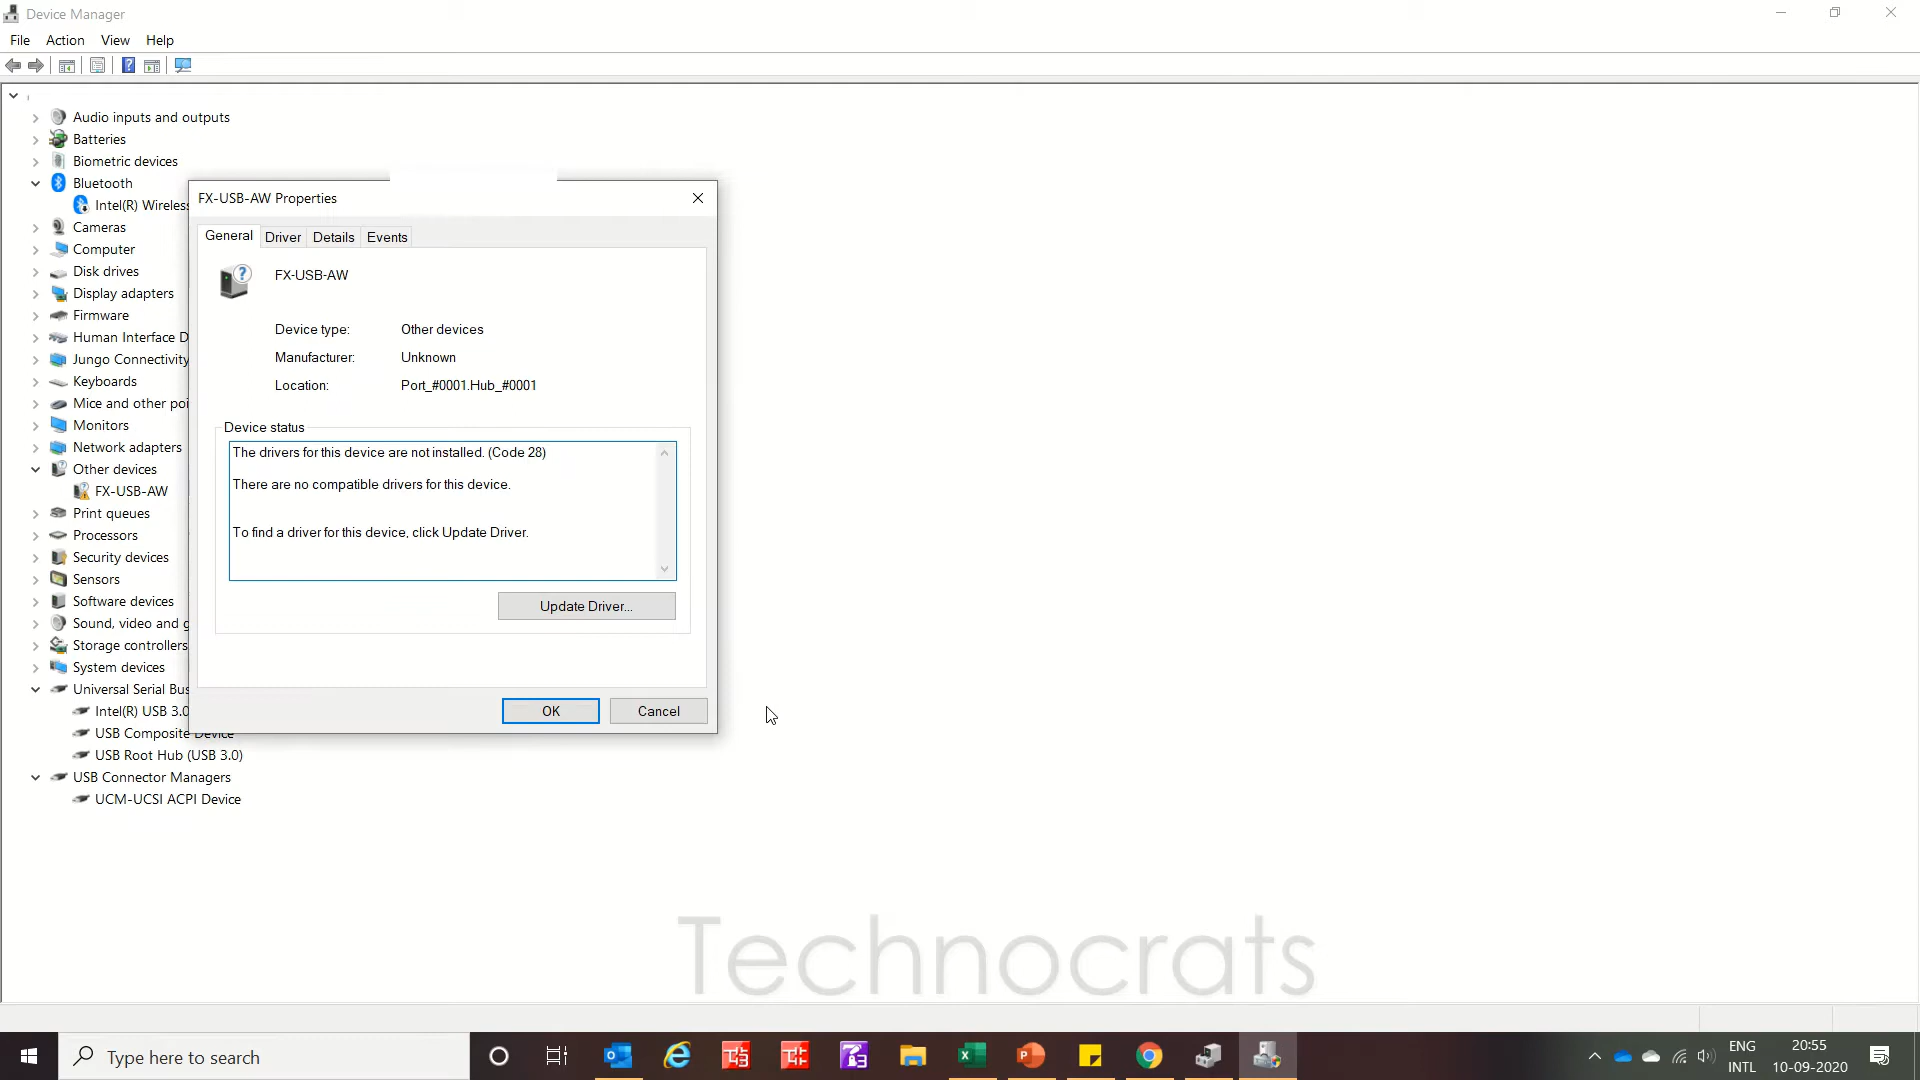 Device Manager
File Action View Help
Audio inputs and outputs
Batteries
Biometric devices
Bluetooth
Intel(R) Wireless
Cameras
Computer
Disk drives
Display adapters
Firmware
Human Interface D
Jungo Connectivity
Keyboards
Mice and other poi
Monitors
Network adapters
Other devices
FX-USB-AW
Print queues
Processors
Security devices
Sensors
Software devices
Sound, video and g
Storage controllers
System devices
Universal Serial Bus
Intel(R) USB 3.0
USB Composite Device
USB Root Hub (USB 3.0)
USB Connector Managers
UCM-UCSI ACPI Device
FX-USB-AW Properties
General Driver Details Events
FX-USB-AW
Device type: Other devices
Manufacturer: Unknown
Location: Port_#0001.Hub_#0001
Device status
The drivers for this device are not installed. (Code 28)
There are no compatible drivers for this device.
To find a driver for this device, click Update Driver.
Update Driver...
OK Cancel
Technocrats
Type here to search
ENG
INTL
20:55
10-09-2020